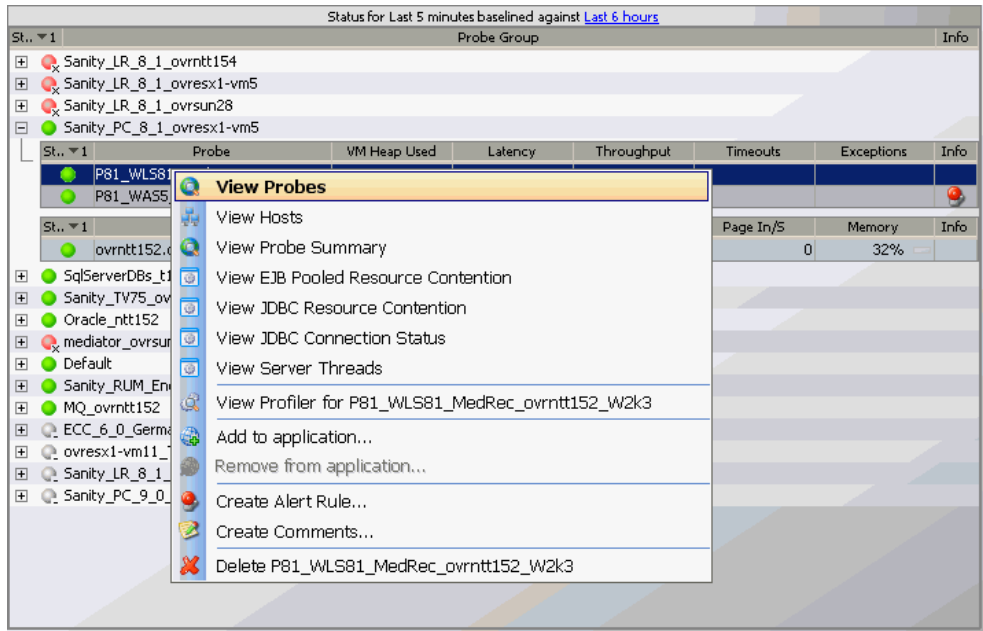 Status for Last 5 minutes baselined against Last 6 hours
St.. 1 Probe Group Info
Sanity_LR_8_1_ovrntt154
Sanity_LR_8_1_ovresx1-vm5
Sanity_LR_8_1_ovrsun28
Sanity_PC_8_1_ovresx1-vm5
St.. 1 Probe VM Heap Used Latency Throughput Timeouts Exceptions Info
P81_WLS81
P81_WAS5_
View Probes
View Hosts
St.. 1 Page In/S Memory Info
View Probe Summary
ovrntt152. 0 32%
SqlServerDBs_t1
View EJB Pooled Resource Contention
Sanity_TV75_ov
View JDBC Resource Contention
Oracle_ntt152
mediator_ovrsun
View JDBC Connection Status
Default
View Server Threads
Sanity_RUM_En
MQ_ovrntt152
View Profiler for P81_WLS81_MedRec_ovrntt152_W2k3
ECC_6_0_Germa
Add to application...
ovresx1-vm11_
Remove from application...
Sanity_LR_8_1_
Sanity_PC_9_0_
Create Alert Rule...
Create Comments...
Delete P81_WLS81_MedRec_ovrntt152_W2k3